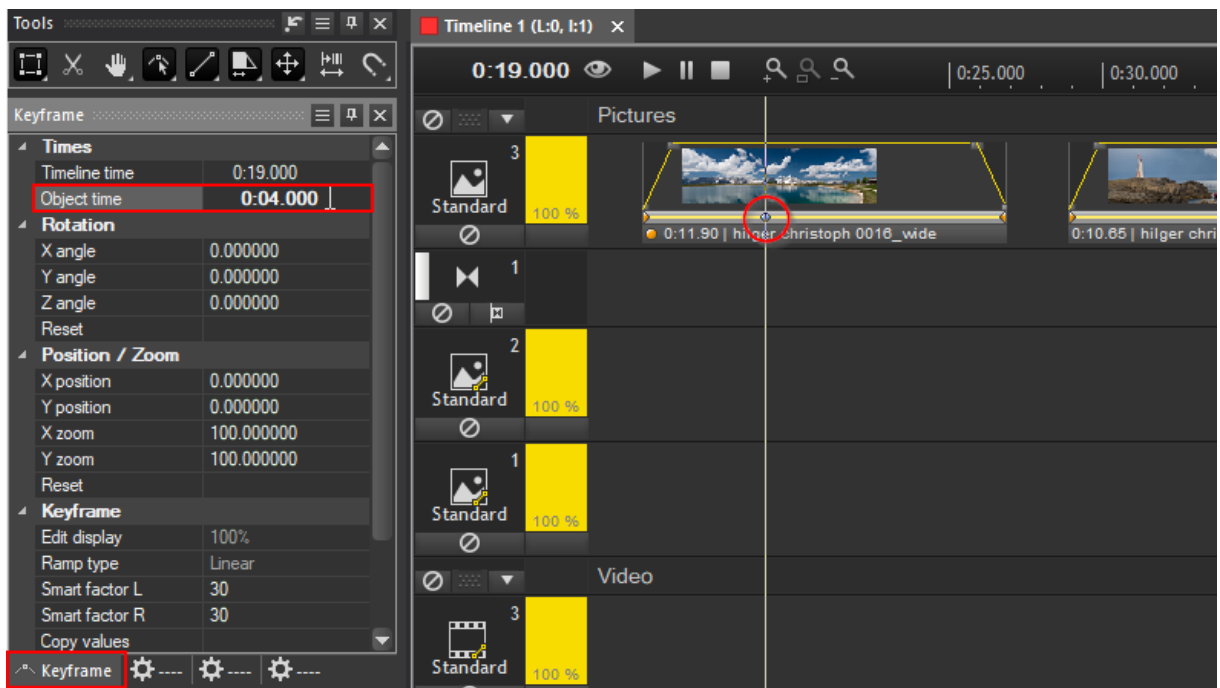 Tools
Keyframe
Times
Timeline time 0:19.000
Object time 0:04.000
Rotation
X angle 0.000000
Y angle 0.000000
Z angle 0.000000
Reset
Position / Zoom
X position 0.000000
Y position 0.000000
X zoom 100.000000
Y zoom 100.000000
Reset
Keyframe
Edit display 100%
Ramp type Linear
Smart factor L 30
Smart factor R 30
Copy values
Keyframe ---- ---- ----
Timeline 1 (L:0, I:1)
0:19.000 0:25.000 0:30.000
Pictures
3
Standard 100 %
0:11.90 | hilger christoph 0016_wide 0:10.65 | hilger chri
1
2
Standard 100 %
1
Standard 100 %
Video
3
Standard 100 %